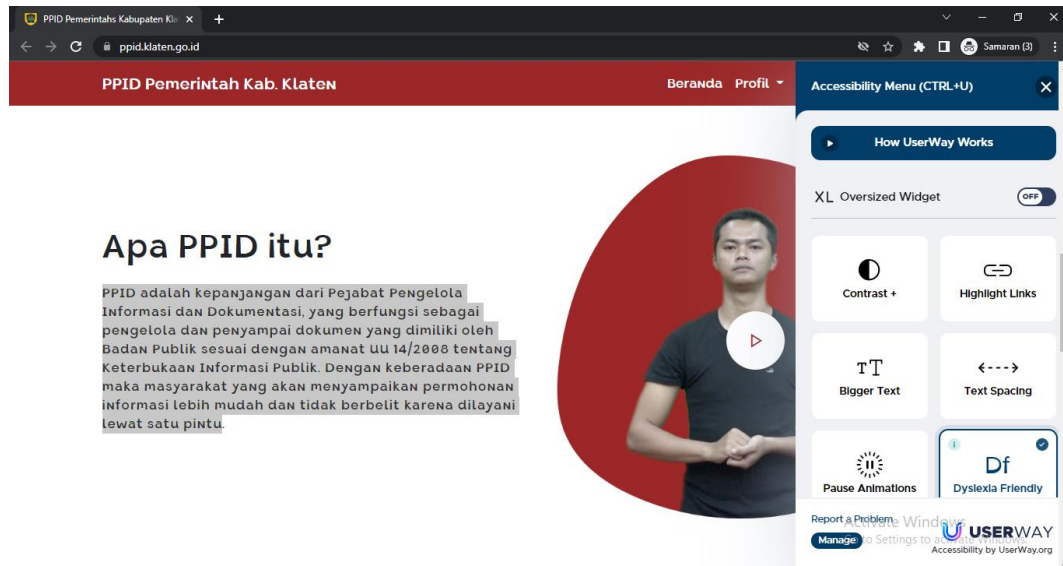 PPID Pemerintahs Kabupaten Kla
ppid.klaten.go.id
Samaran (3)
PPID Pemerintah Kab. Klaten
Beranda Profil
Accessibility Menu (CTRL+U)
How UserWay Works
XL Oversized Widget OFF
Apa PPID itu?
PPID adalah kepanjangan dari Pejabat Pengelola
Informasi dan Dokumentasi, yang berfungsi sebagai
pengelola dan penyampai dokumen yang dimiliki oleh
Badan Publik sesuai dengan amanat UU 14/2008 tentang
Keterbukaan Informasi Publik. Dengan keberadaan PPID
maka masyarakat yang akan menyampaikan permohonan
informasi lebih mudah dan tidak berbelit karena dilayani
lewat satu pintu.
Contrast + Highlight Links
TT
Bigger Text Text Spacing
Df
Pause Animations Dyslexia Friendly
Report a Problem
Activate Windows
Manage
Go to Settings to activate Windows.
USERWAY
Accessibility by UserWay.org